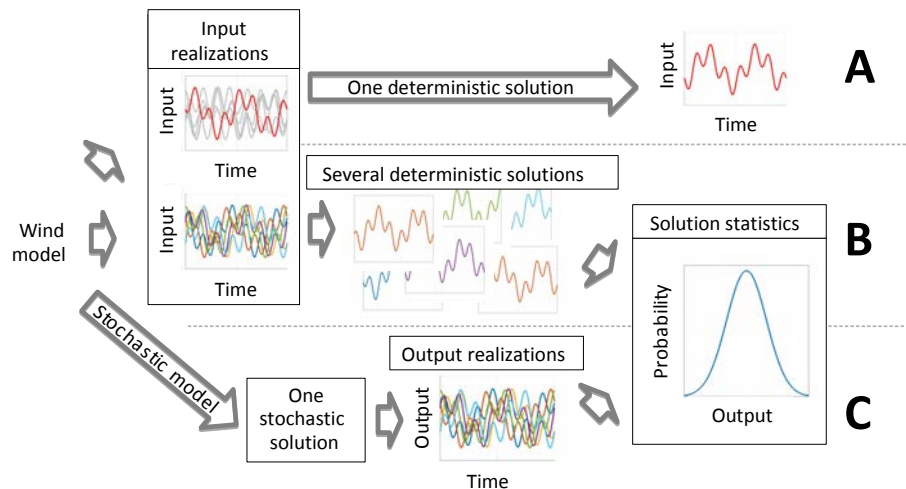 Input
realizations
Input
Time
One deterministic solution
Input
Time
A
Wind
model
Input
Time
Several deterministic solutions
Solution statistics
Probability
Output
B
Stochastic model
One
stochastic
solution
Output realizations
Output
Time
C